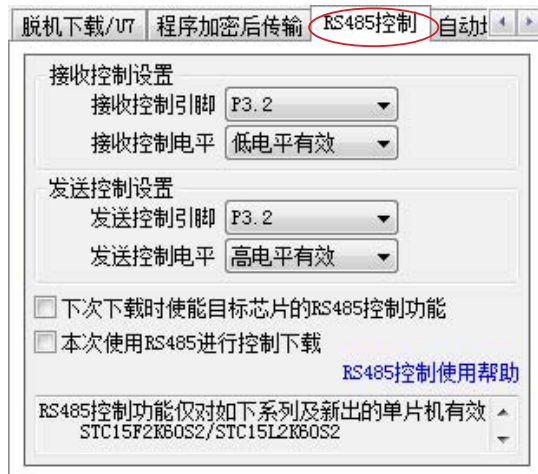 脱机下载/U7 程序加密后传输 RS485控制 自动
接收控制设置
接收控制引脚 P3.2
接收控制电平 低电平有效
发送控制设置
发送控制引脚 P3.2
发送控制电平 高电平有效
下次下载时使能目标芯片的RS485控制功能
本次使用RS485进行控制下载
RS485控制使用帮助
RS485控制功能仅对如下系列及新出的单片机有效
STC15F2K60S2/STC15L2K60S2